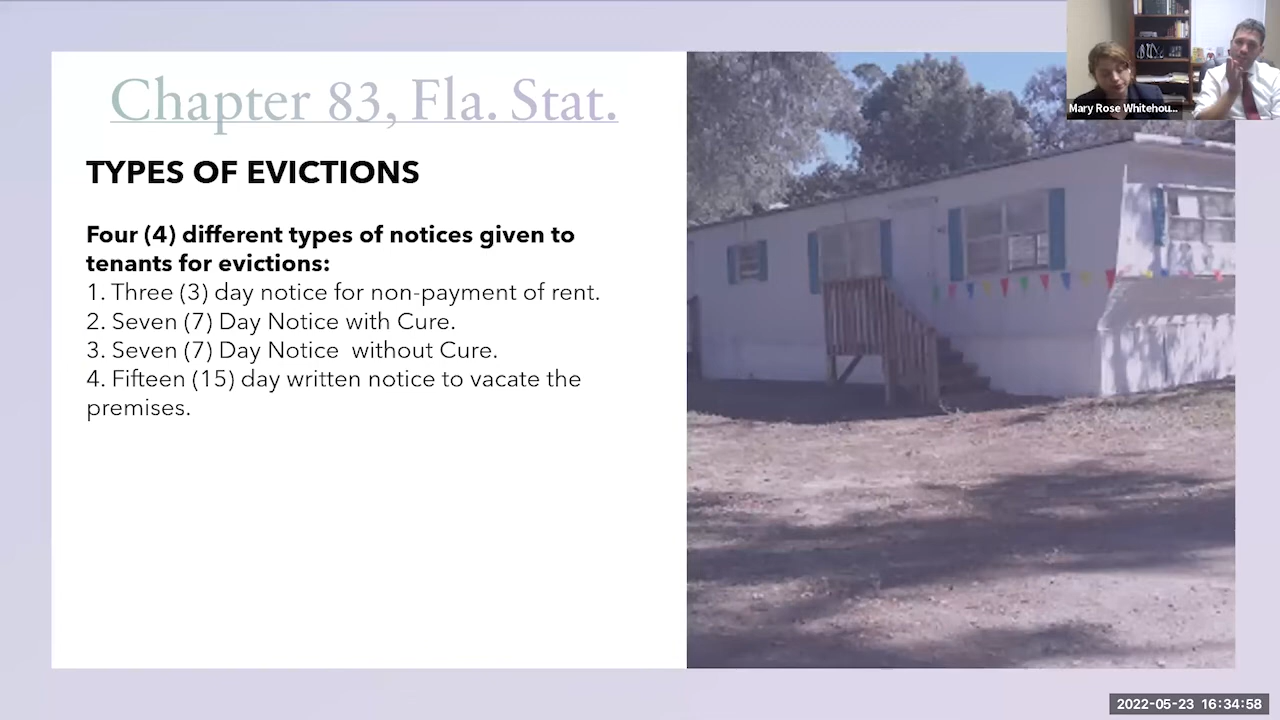 Chapter 83, Fla. Stat.
TYPES OF EVICTIONS
Four (4) different types of notices given to
tenants for evictions:
1. Three (3) day notice for non-payment of rent.
2. Seven (7) Day Notice with Cure.
3. Seven (7) Day Notice  without Cure.
4. Fifteen (15) day written notice to vacate the
premises.
Mary Rose Whitehou...
2022-05-23 16:34:58